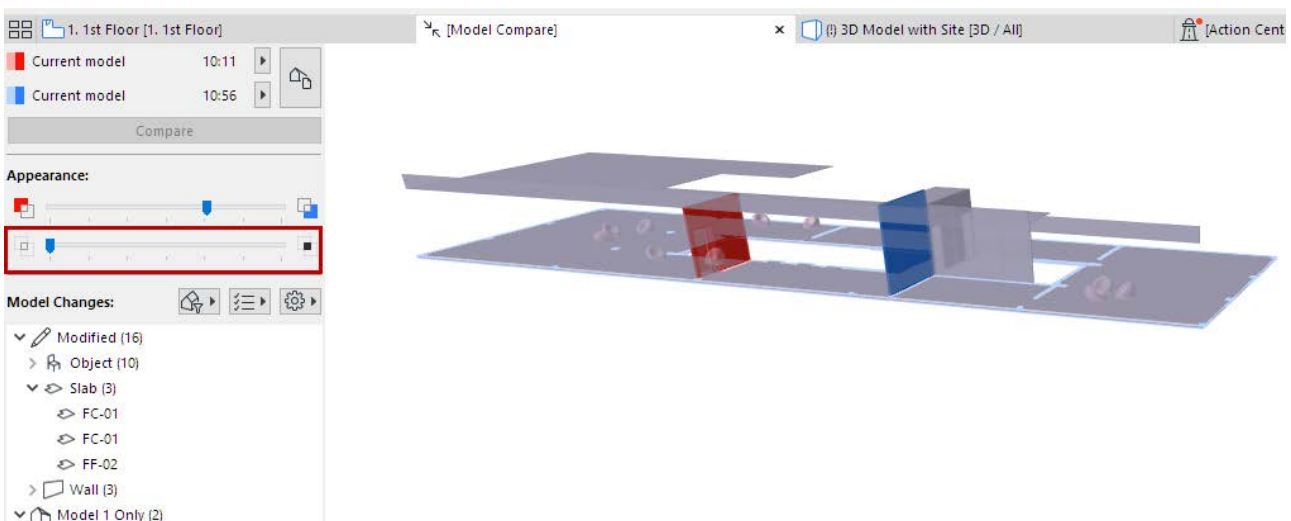 1. 1st Floor [1. 1st Floor]
[Model Compare]
(!) 3D Model with Site [3D / All]
[Action Cent
Current model 10:11
Current model 10:56
Compare
Appearance:
Model Changes:
Modified (16)
Object (10)
Slab (3)
FC-01
FC-01
FF-02
Wall (3)
Model 1 Only (2)